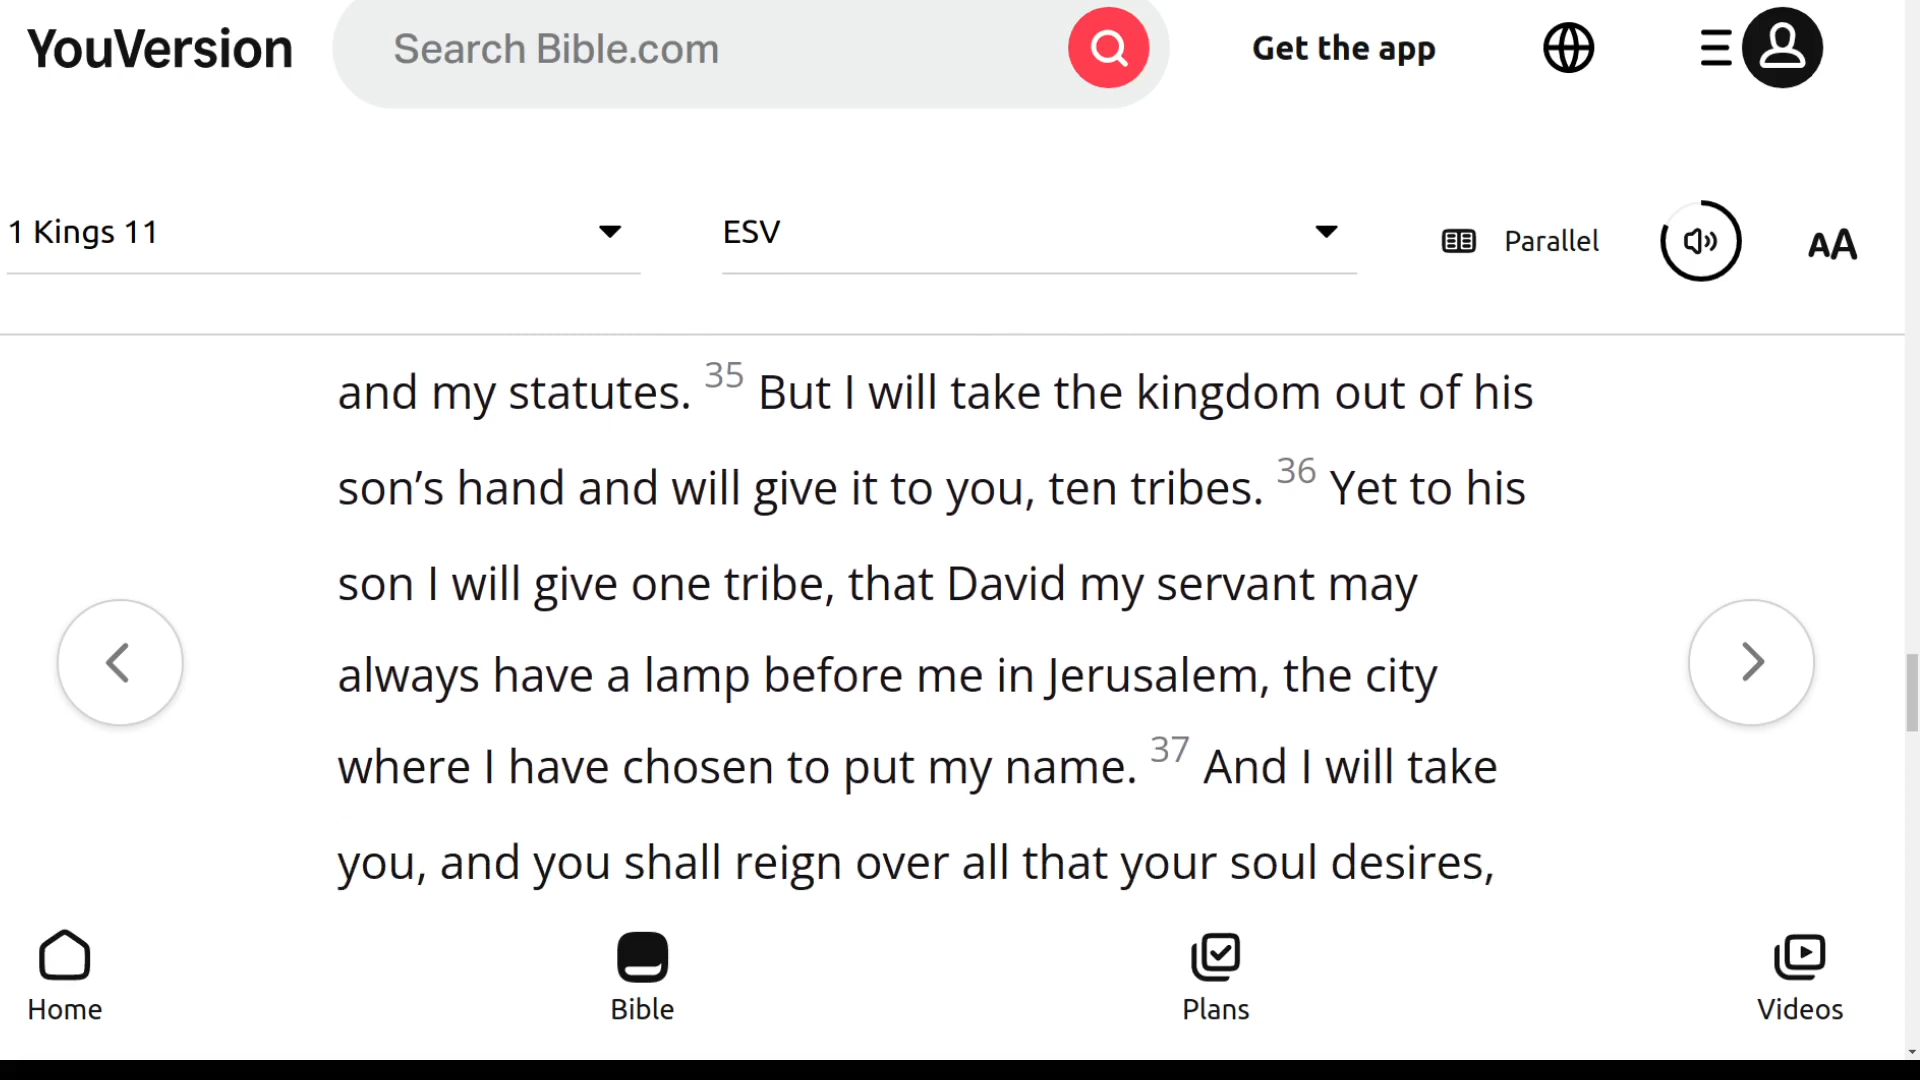 YouVersion
Search Bible.com
Get the app
1 Kings 11
ESV
Parallel
AA
and my statutes. 35 But I will take the kingdom out of his
son’s hand and will give it to you, ten tribes. 36 Yet to his
son I will give one tribe, that David my servant may
always have a lamp before me in Jerusalem, the city
where I have chosen to put my name. 37 And I will take
you, and you shall reign over all that your soul desires,
Home
Bible
Plans
Videos